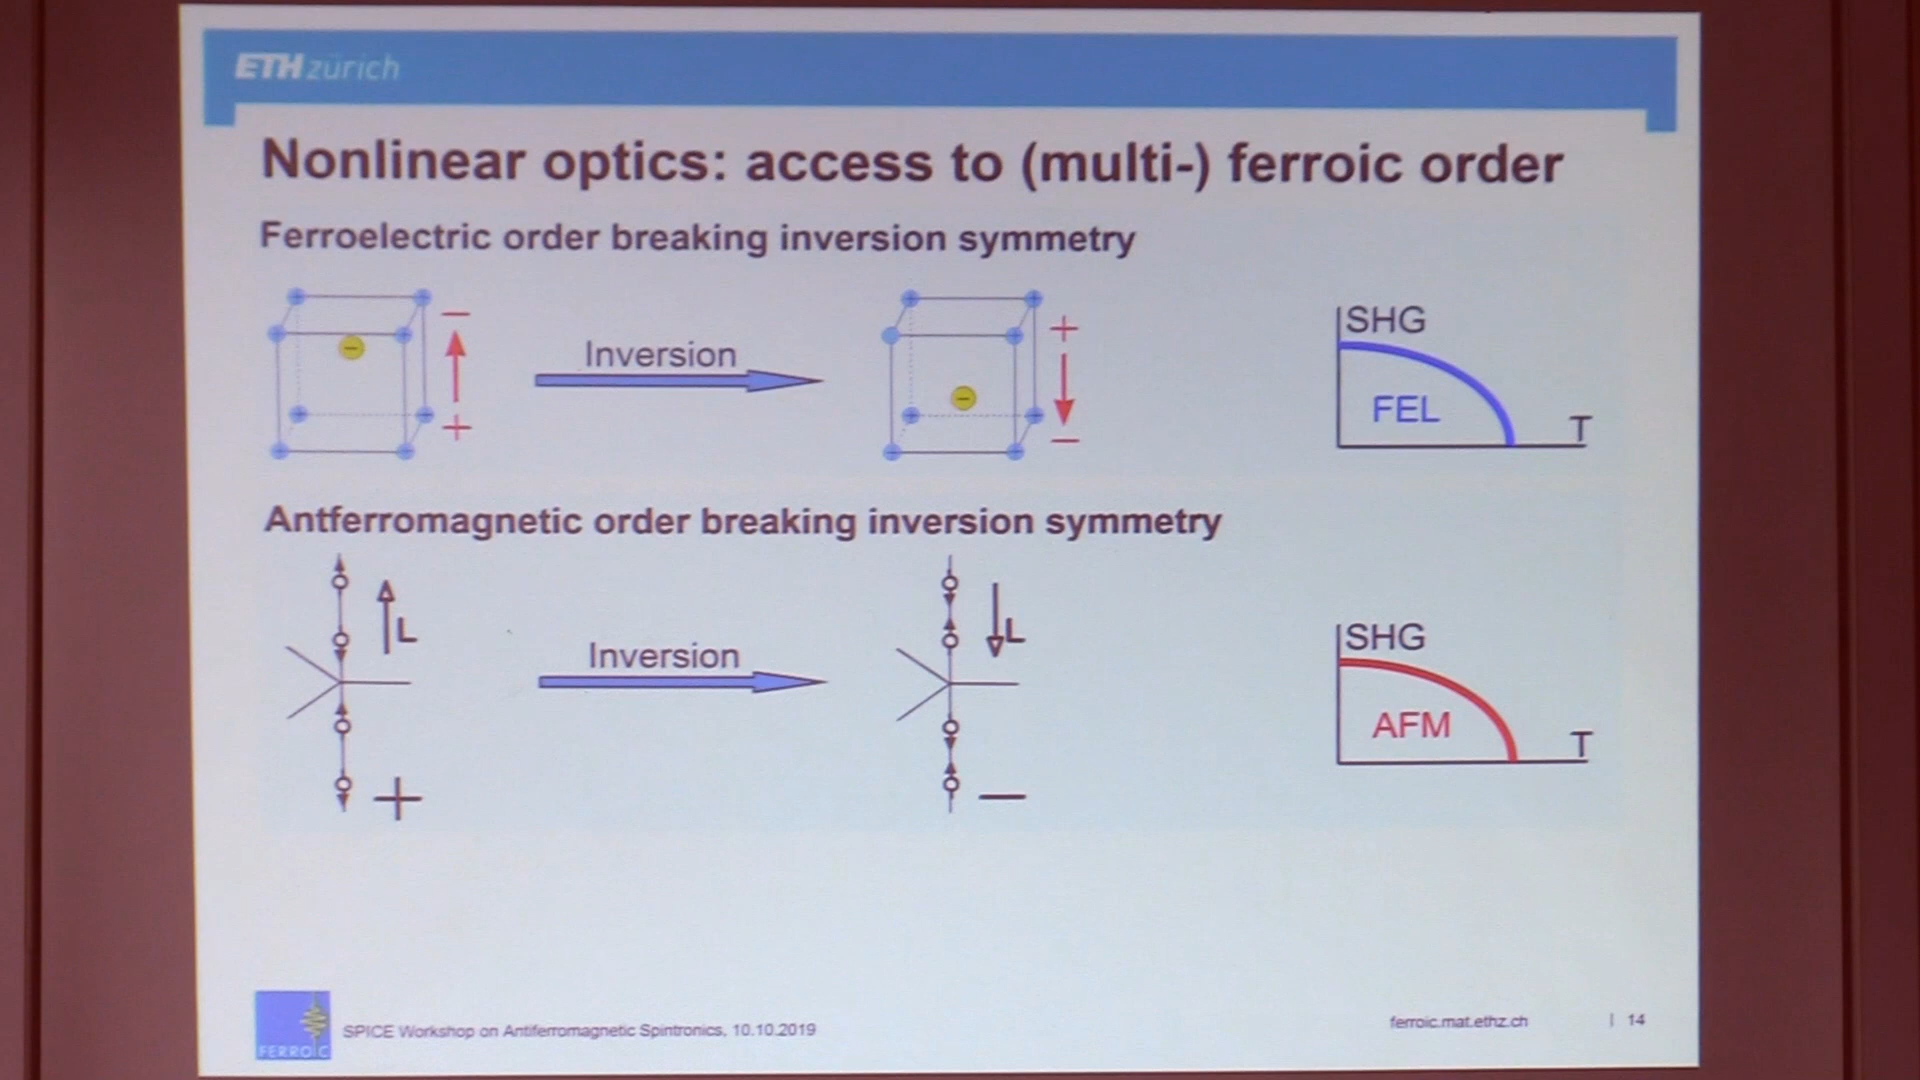 ETH zürich
Nonlinear optics: access to (multi-) ferroic order
Ferroelectric order breaking inversion symmetry
−
+
Inversion
+
−
SHG
FEL
T
Antferromagnetic order breaking inversion symmetry
L
+
Inversion
L
−
SHG
AFM
T
FERROIC
SPICE Workshop on Antiferromagnetic Spintronics, 10.10.2019
ferroic.mat.ethz.ch
| 14